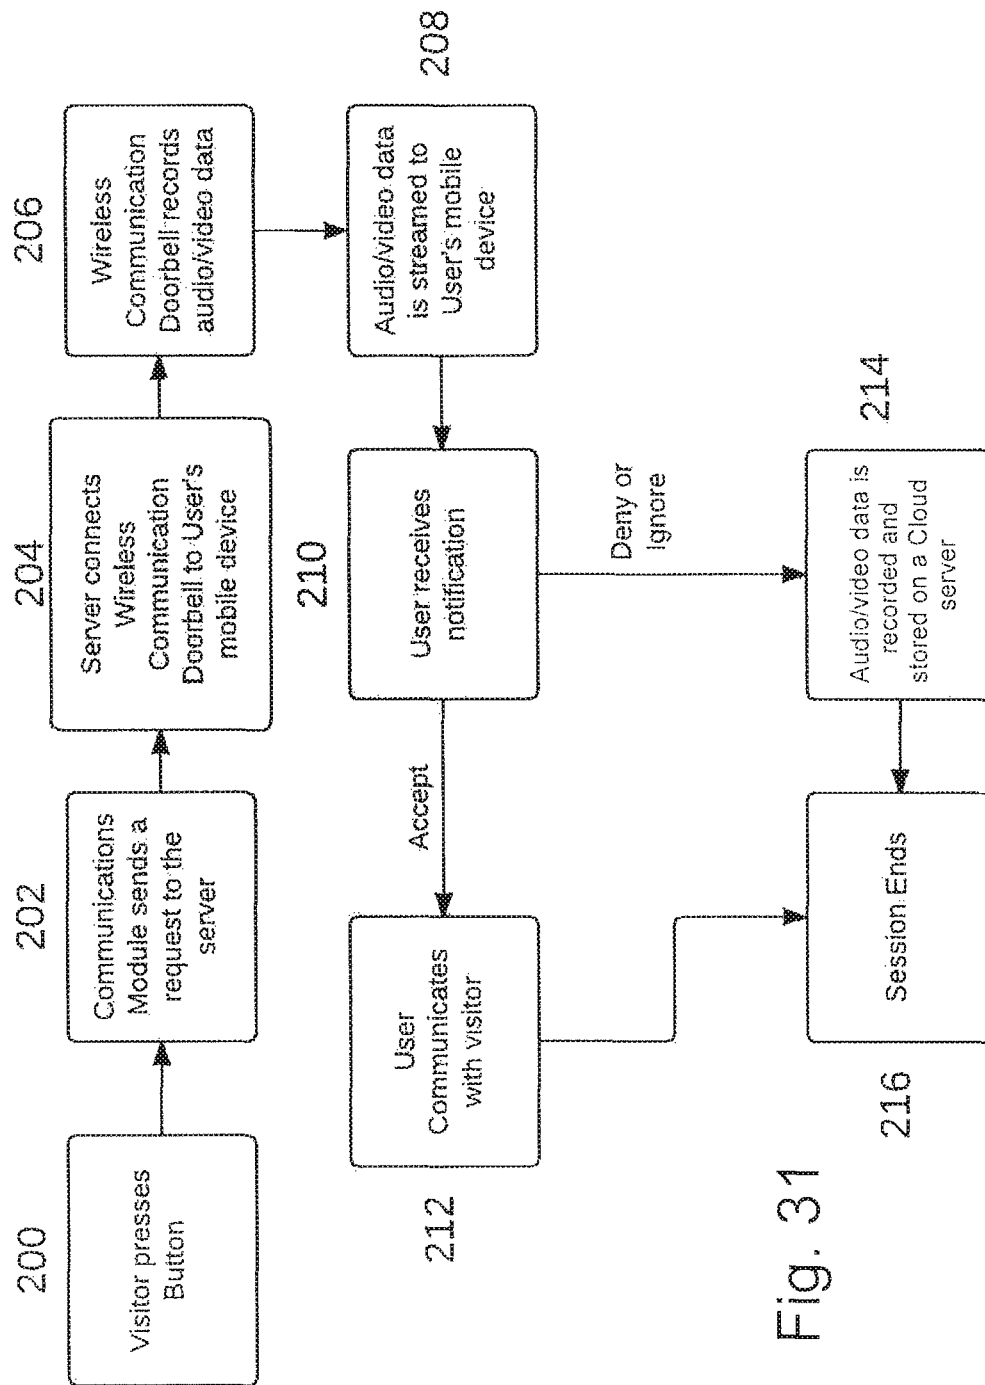 200
Visitor presses
Button
202
Communications
Module sends a
request to the
server
204
Server connects
Wireless
Communication
Doorbell to User's
mobile device
206
Wireless
Communication
Doorbell records
audio/video data
208
Audio/video data
is streamed to
User's mobile
device
210
User receives
notification
Accept
Deny or
Ignore
212
User
Communicates
with visitor
214
Audio/video data is
recorded and
stored on a Cloud
server
216
Session Ends
Fig. 31